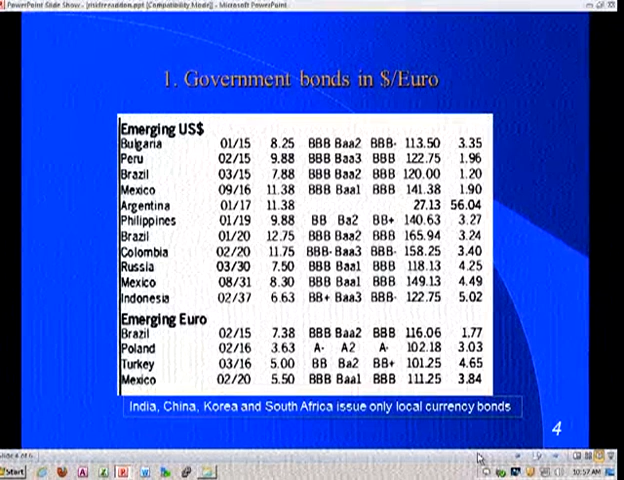 PowerPoint Slide Show - [Compatibility Mode] - Microsoft PowerPoint
1. Government bonds in $/Euro
Emerging US$
Bulgaria 01/15 8.25 BBB Baa2 BBB- 113.50 3.35
Peru 02/15 9.88 BBB Baa3 BBB 122.75 1.96
Brazil 03/15 7.88 BBB Baa2 BBB 120.00 1.20
Mexico 09/16 11.38 BBB Baa1 BBB 141.38 1.90
Argentina 01/17 11.38 27.13 56.04
Philippines 01/19 9.88 BB Ba2 BB+ 140.63 3.27
Brazil 01/20 12.75 BBB Baa2 BBB 165.94 3.24
Colombia 02/20 11.75 BBB- Baa3 BBB- 158.25 3.40
Russia 03/30 7.50 BBB Baa1 BBB 118.13 4.25
Mexico 08/31 8.30 BBB Baa1 BBB 149.13 4.49
Indonesia 02/37 6.63 BB+ Baa3 BBB- 122.75 5.02
Emerging Euro
Brazil 02/15 7.38 BBB Baa2 BBB 116.06 1.77
Poland 02/16 3.63 A- A2 A- 102.18 3.03
Turkey 03/16 5.00 BB Ba2 BB+ 101.25 4.65
Mexico 02/20 5.50 BBB Baa1 BBB 111.25 3.84
India, China, Korea and South Africa issue only local currency bonds
4
Start
10:57 AM